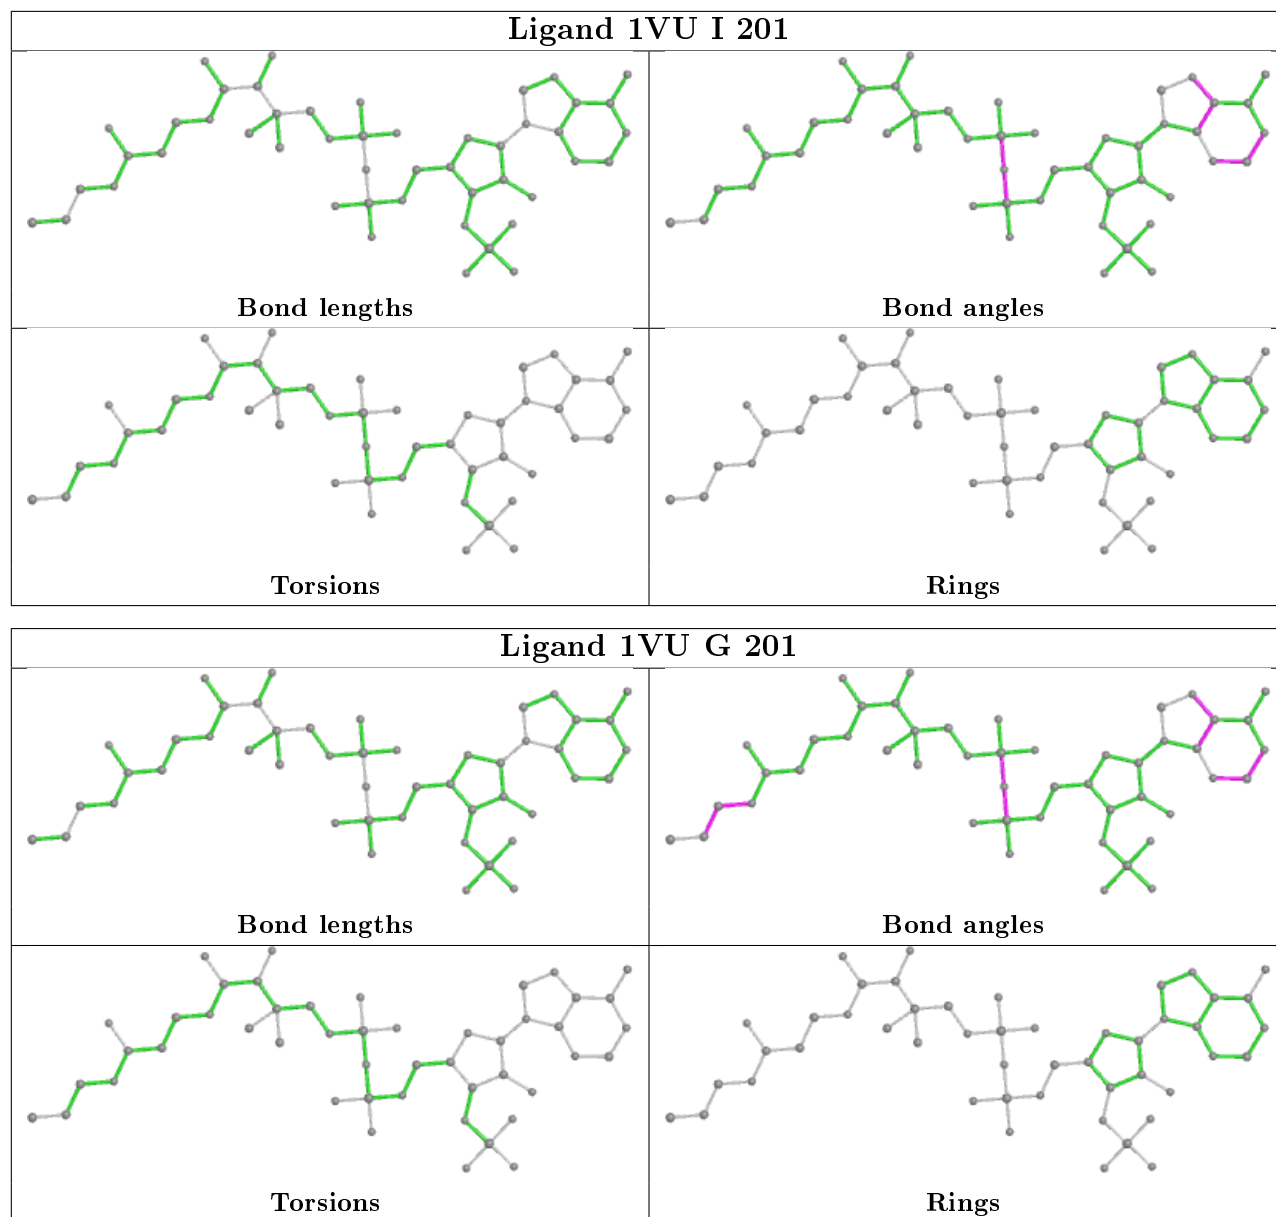 Ligand 1VU I 201
Bond lengths
Bond angles
Torsions
Rings
Ligand 1VU G 201
Bond lengths
Bond angles
Torsions
Rings